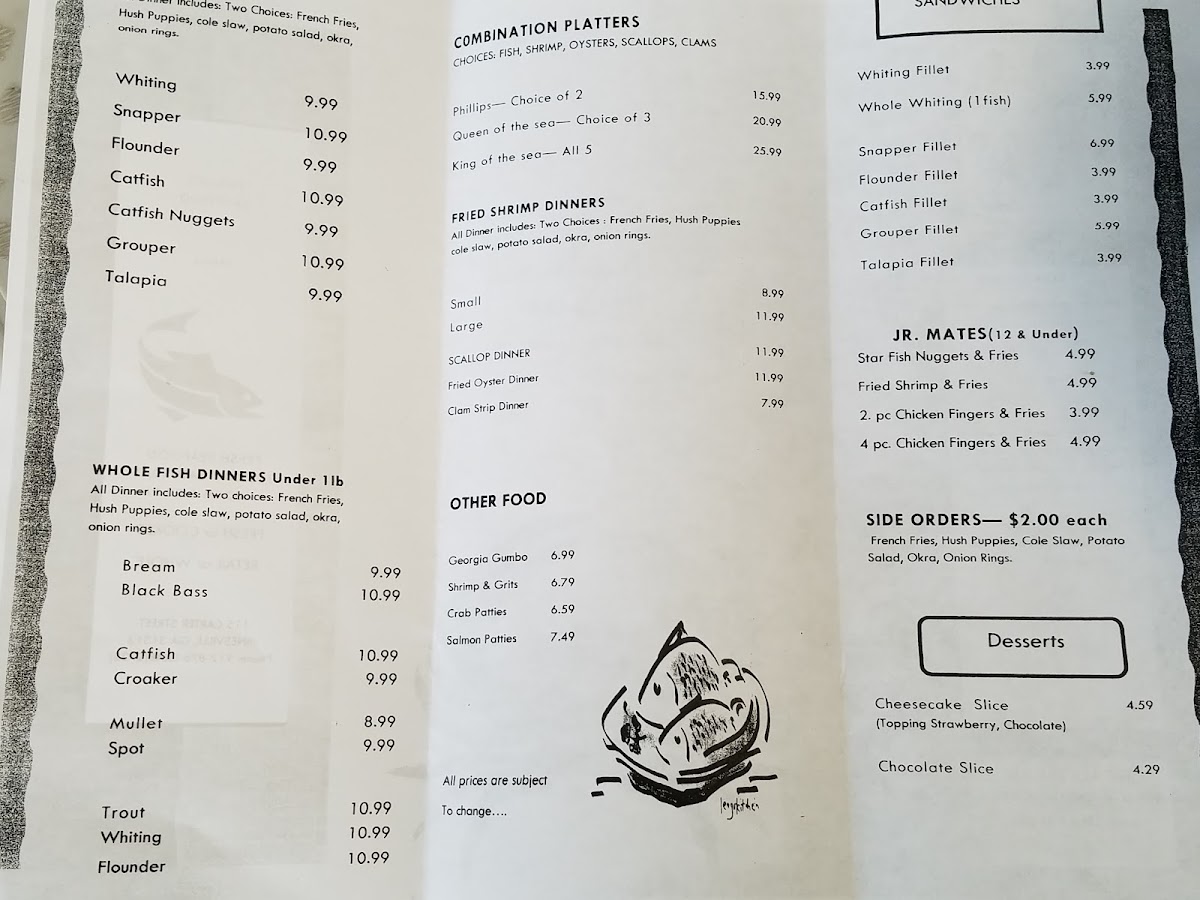 Dinner includes: Two Choices: French Fries,
Hush Puppies, cole slaw, potato salad, okra,
onion rings.
Whiting 9.99
Snapper 10.99
Flounder 9.99
Catfish 10.99
Catfish Nuggets 9.99
Grouper 10.99
Talapia 9.99
WHOLE FISH DINNERS Under 1lb
All Dinner includes: Two choices: French Fries,
Hush Puppies, cole slaw, potato salad, okra,
onion rings.
Bream 9.99
Black Bass 10.99
Catfish 10.99
Croaker 9.99
Mullet 8.99
Spot 9.99
Trout 10.99
Whiting 10.99
Flounder 10.99
COMBINATION PLATTERS
CHOICES: FISH, SHRIMP, OYSTERS, SCALLOPS, CLAMS
Phillips— Choice of 2 15.99
Queen of the sea— Choice of 3 20.99
King of the sea— All 5 25.99
FRIED SHRIMP DINNERS
All Dinner includes: Two Choices : French Fries, Hush Puppies
cole slaw, potato salad, okra, onion rings.
Small 8.99
Large 11.99
SCALLOP DINNER 11.99
Fried Oyster Dinner 11.99
Clam Strip Dinner 7.99
OTHER FOOD
Georgia Gumbo 6.99
Shrimp & Grits 6.79
Crab Patties 6.59
Salmon Patties 7.49
All prices are subject
To change....
SANDWICHES
Whiting Fillet 3.99
Whole Whiting (1fish) 5.99
Snapper Fillet 6.99
Flounder Fillet 3.99
Catfish Fillet 3.99
Grouper Fillet 5.99
Talapia Fillet 3.99
JR. MATES(12 & Under)
Star Fish Nuggets & Fries 4.99
Fried Shrimp & Fries 4.99
2. pc Chicken Fingers & Fries 3.99
4 pc. Chicken Fingers & Fries 4.99
SIDE ORDERS— $2.00 each
French Fries, Hush Puppies, Cole Slaw, Potato
Salad, Okra, Onion Rings.
Desserts
Cheesecake Slice 4.59
(Topping Strawberry, Chocolate)
Chocolate Slice 4.29